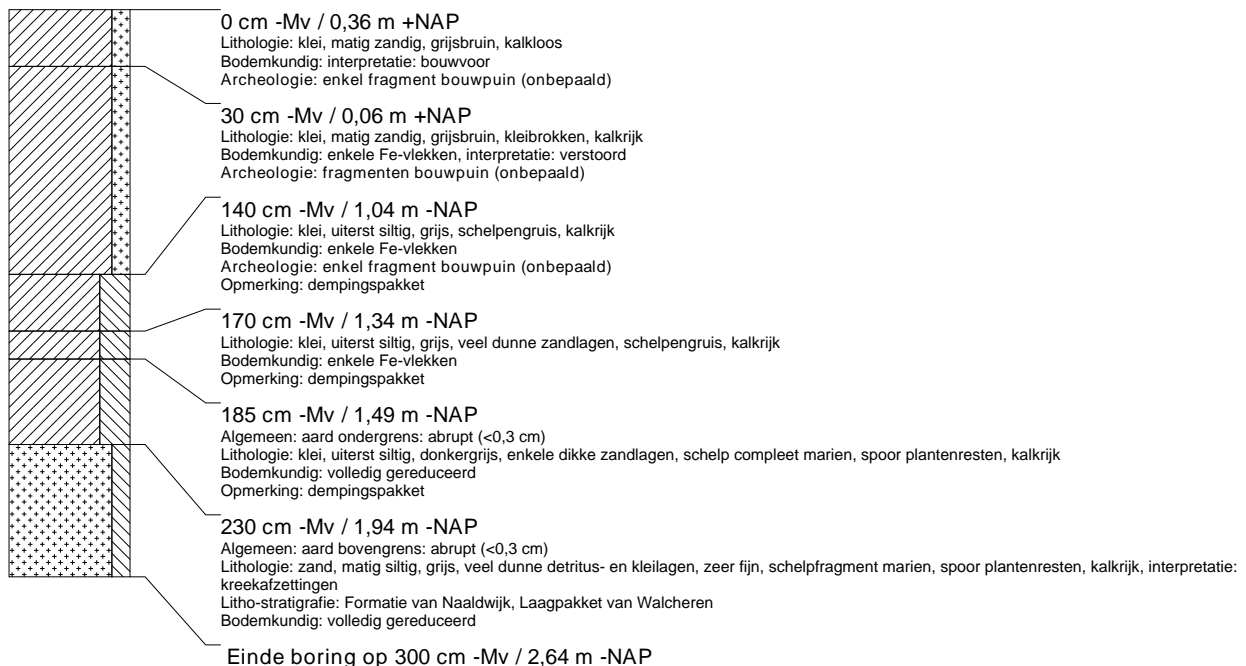 0 cm -Mv / 0,36 m +NAP
Lithologie: klei, matig zandig, grijsbruin, kalkloos
Bodemkundig: interpretatie: bouwvoor
Archeologie: enkel fragment bouwpuin (onbepaald)
30 cm -Mv / 0,06 m +NAP
Lithologie: klei, matig zandig, grijsbruin, kleibrokken, kalkrijk
Bodemkundig: enkele Fe-vlekken, interpretatie: verstoord
Archeologie: fragmenten bouwpuin (onbepaald)
140 cm -Mv / 1,04 m -NAP
Lithologie: klei, uiterst siltig, grijs, schelpengruis, kalkrijk
Bodemkundig: enkele Fe-vlekken
Archeologie: enkel fragment bouwpuin (onbepaald)
Opmerking: dempingspakket
170 cm -Mv / 1,34 m -NAP
Lithologie: klei, uiterst siltig, grijs, veel dunne zandlagen, schelpengruis, kalkrijk
Bodemkundig: enkele Fe-vlekken
Opmerking: dempingspakket
185 cm -Mv / 1,49 m -NAP
Algemeen: aard ondergrens: abrupt (<0,3 cm)
Lithologie: klei, uiterst siltig, donkergrijs, enkele dikke zandlagen, schelp compleet marien, spoor plantenresten, kalkrijk
Bodemkundig: volledig gereduceerd
Opmerking: dempingspakket
230 cm -Mv / 1,94 m -NAP
Algemeen: aard bovengrens: abrupt (<0,3 cm)
Lithologie: zand, matig siltig, grijs, veel dunne detritus- en kleilagen, zeer fijn, schelpfragment marien, spoor plantenresten, kalkrijk, interpretatie:
kreekafzettingen
Litho-stratigrafie: Formatie van Naaldwijk, Laagpakket van Walcheren
Bodemkundig: volledig gereduceerd
Einde boring op 300 cm -Mv / 2,64 m -NAP